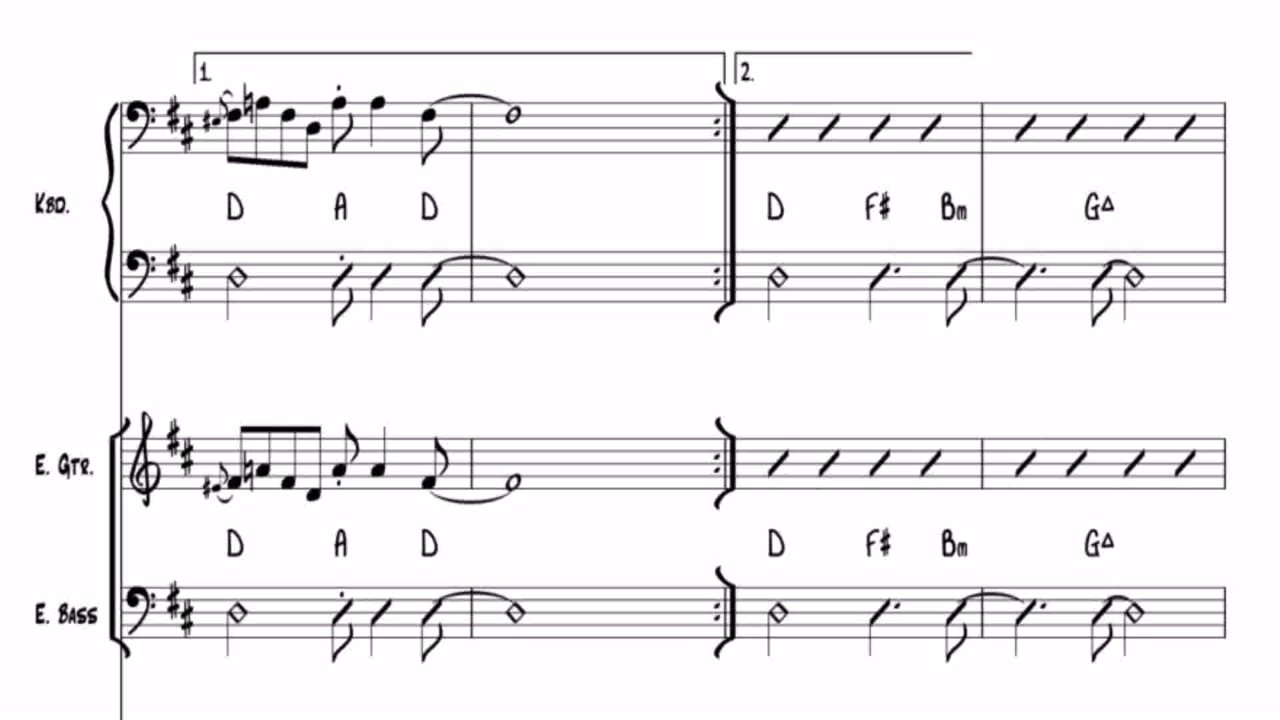 1. 2.
Kbd.
D A D D F# Bm G△
E. Gtr.
D A D D F# Bm G△
E. Bass